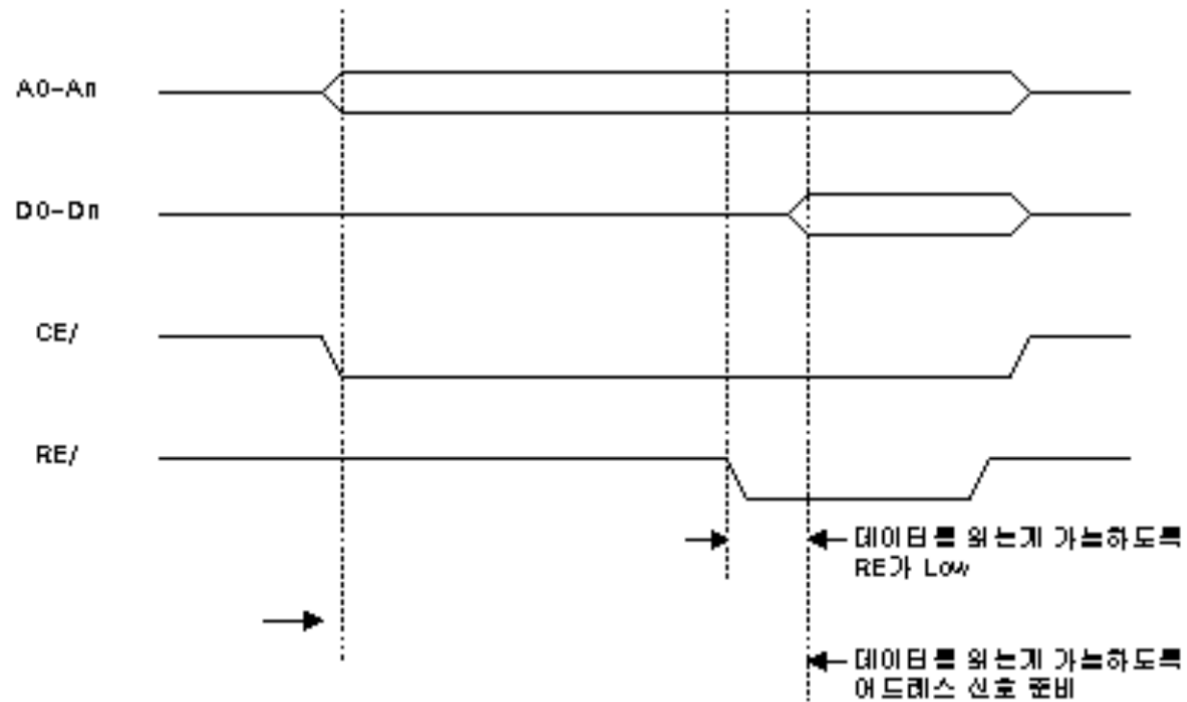 A0-An
D0-Dn
CE/
RE/
데이터를 읽는게 가능하도록
RE가 Low
데이터를 읽는게 가능하도록
어드레스 신호 준비